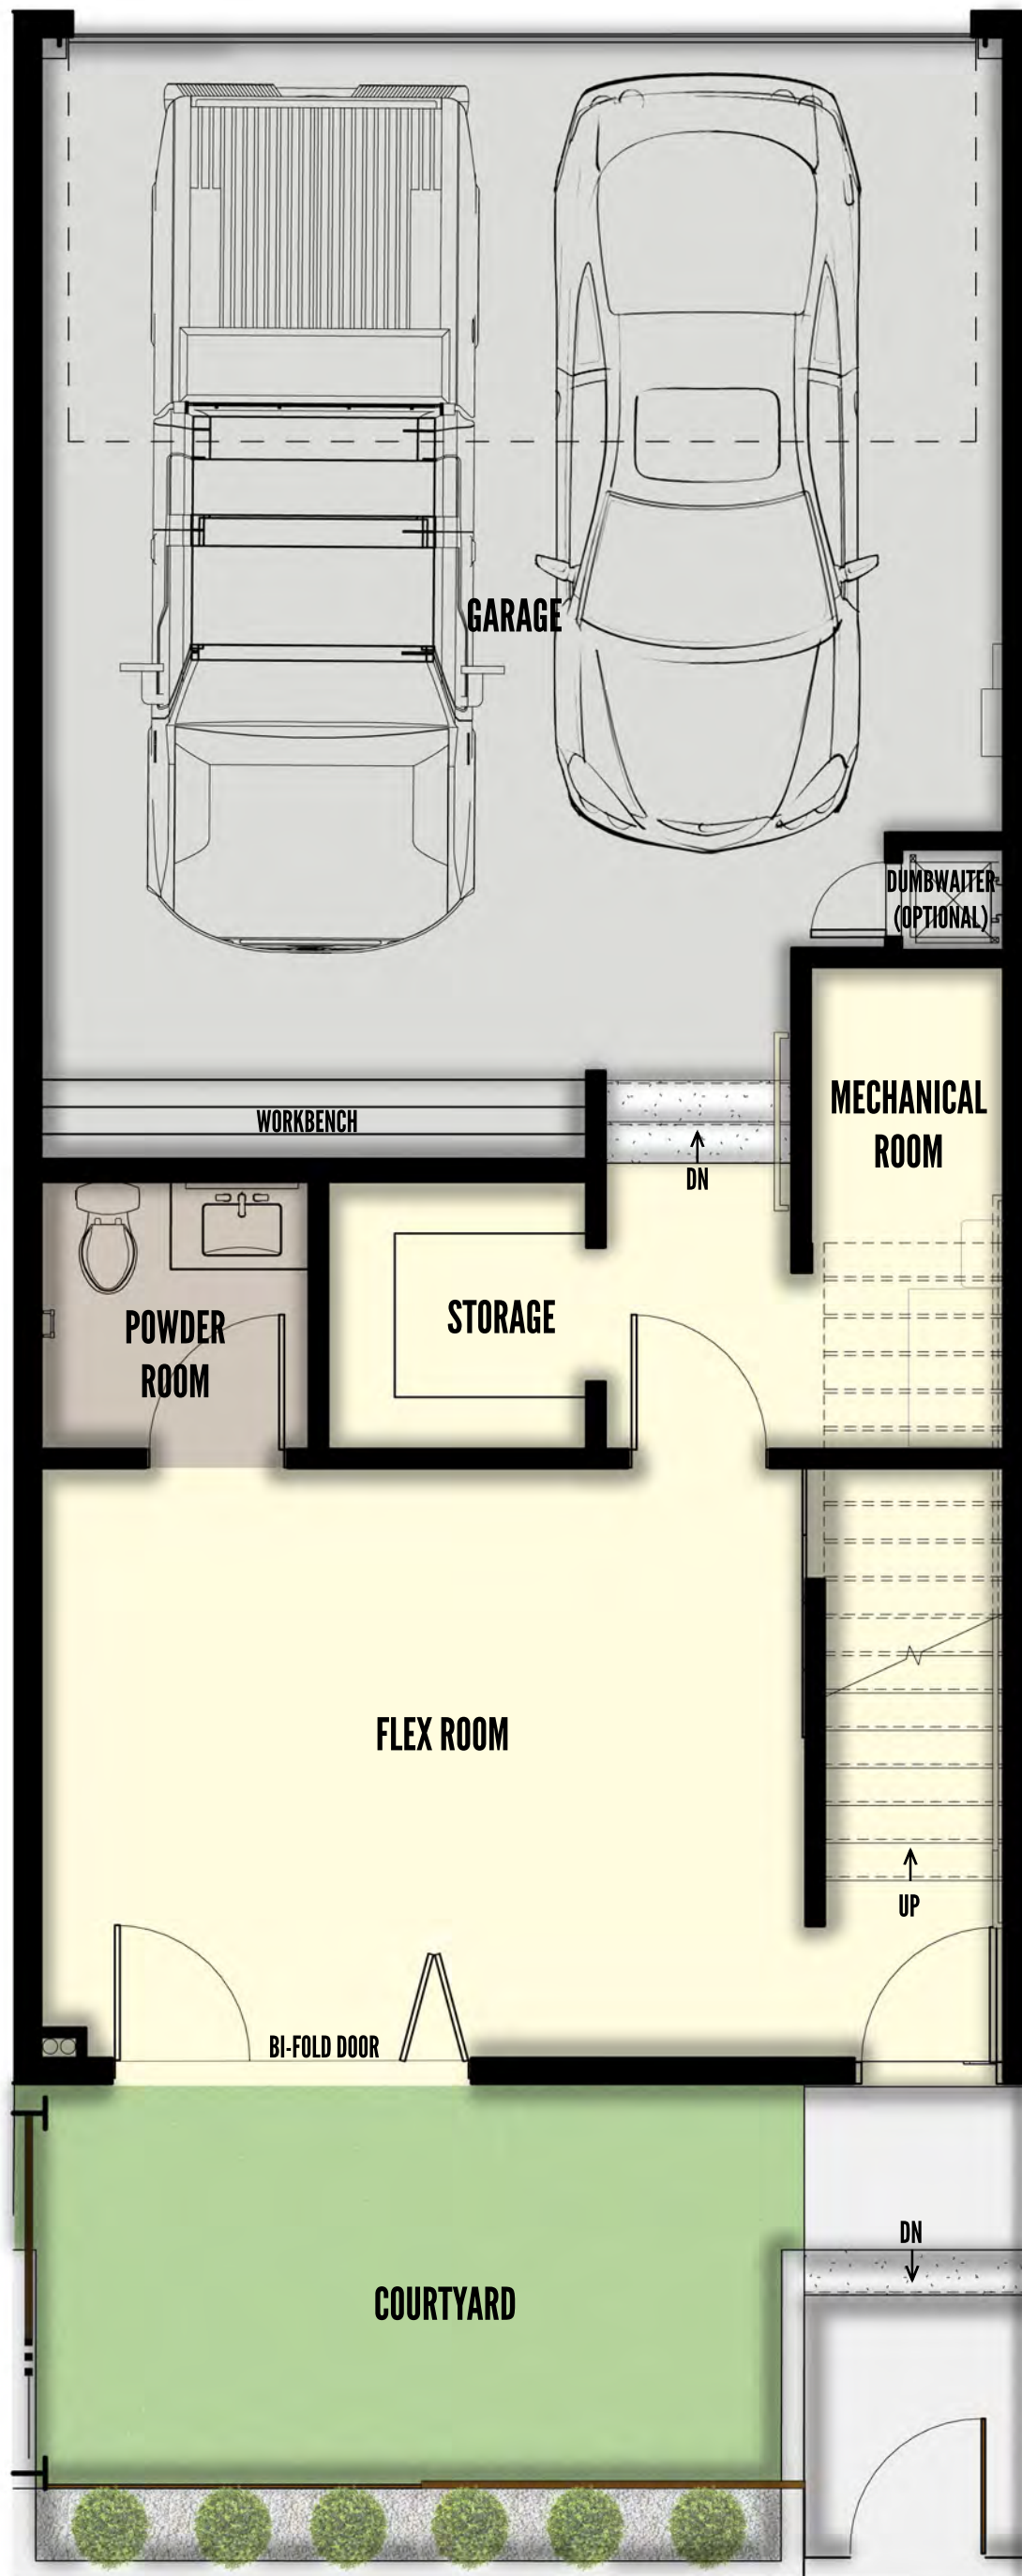 GARAGE
DUMBWAITER
(OPTIONAL)
MECHANICAL
ROOM
WORKBENCH
DN
POWDER
ROOM
STORAGE
FLEX ROOM
UP
BI-FOLD DOOR
DN
COURTYARD